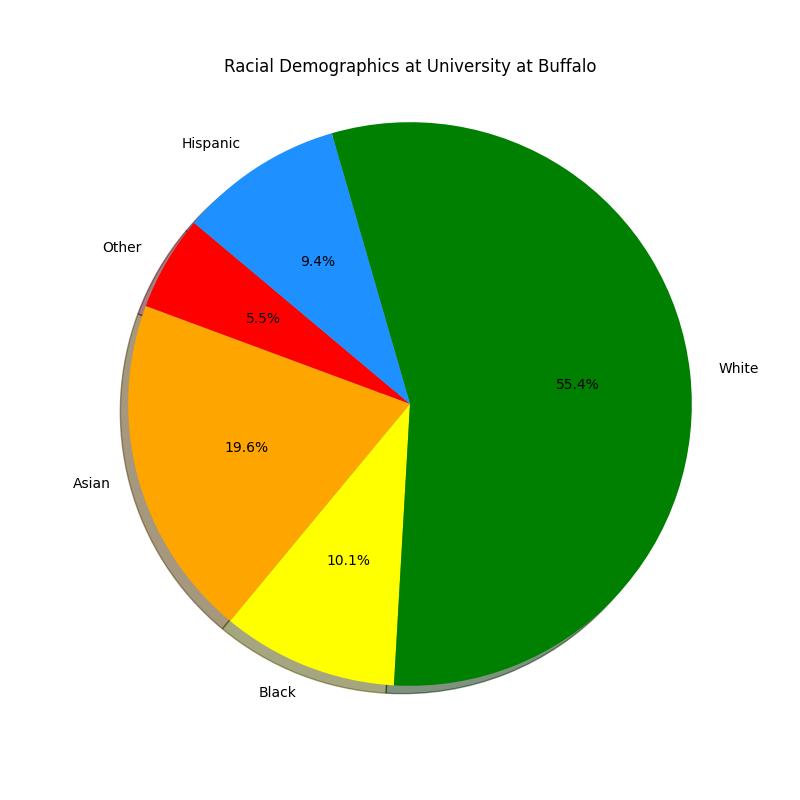 Racial Demographics at University at Buffalo
Hispanic
Other
9.4%
5.5%
White
55.4%
Asian
19.6%
10.1%
Black